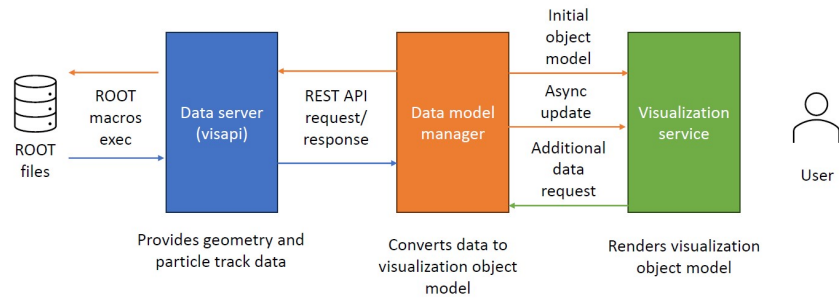 ROOT
files
ROOT
macros
exec
Data server
(visapi)
Provides geometry and
particle track data
REST API
request/
response
Data model
manager
Converts data to
visualization object
model
Initial
object
model
Async
update
Additional
data
request
Visualization
service
Renders visualization
object model
User